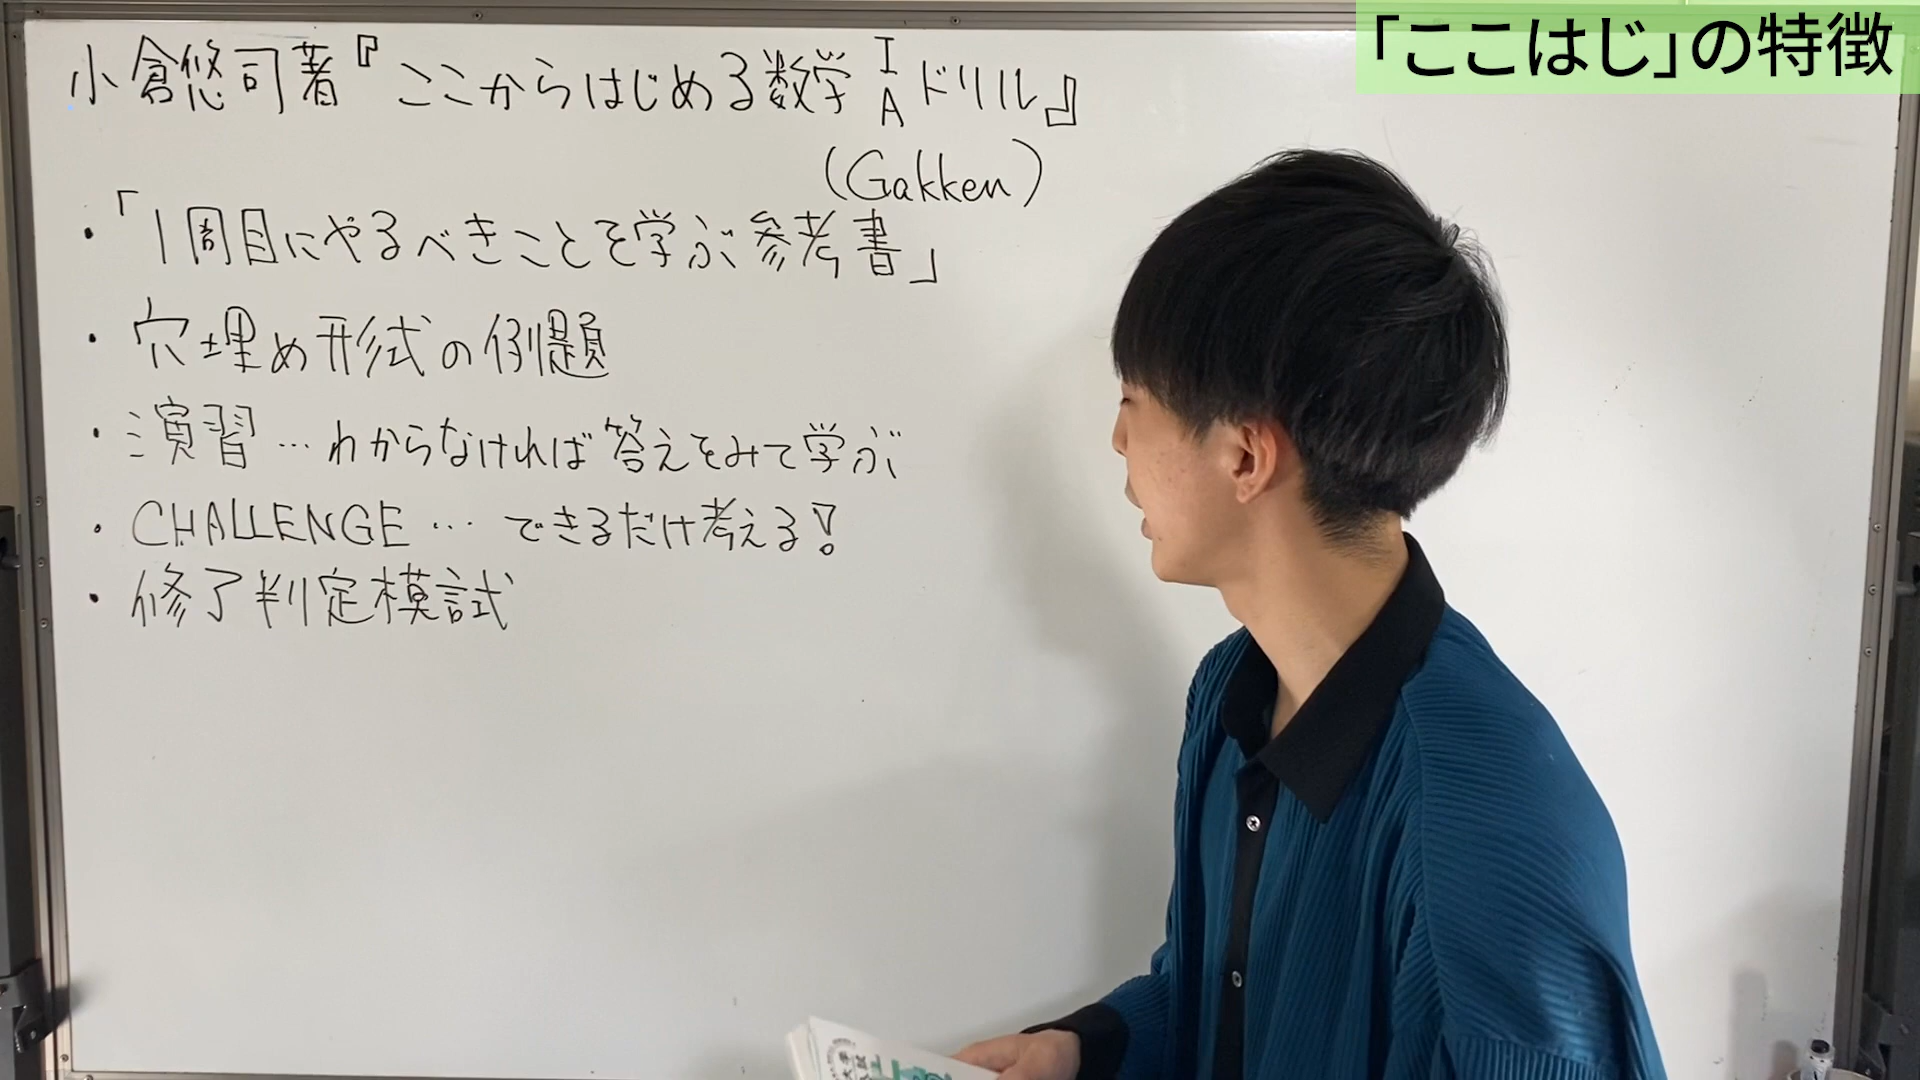 「ここはじ」の特徴
小倉悠司著『ここからはじめる数学ⅠAドリル』
(Gakken)
・「1周目にやるべきことを学ぶ参考書」
・穴埋め形式の例題
・演習…わからなければ答えをみて学ぶ
・CHALLENGE…できるだけ考える!
・修了判定模試